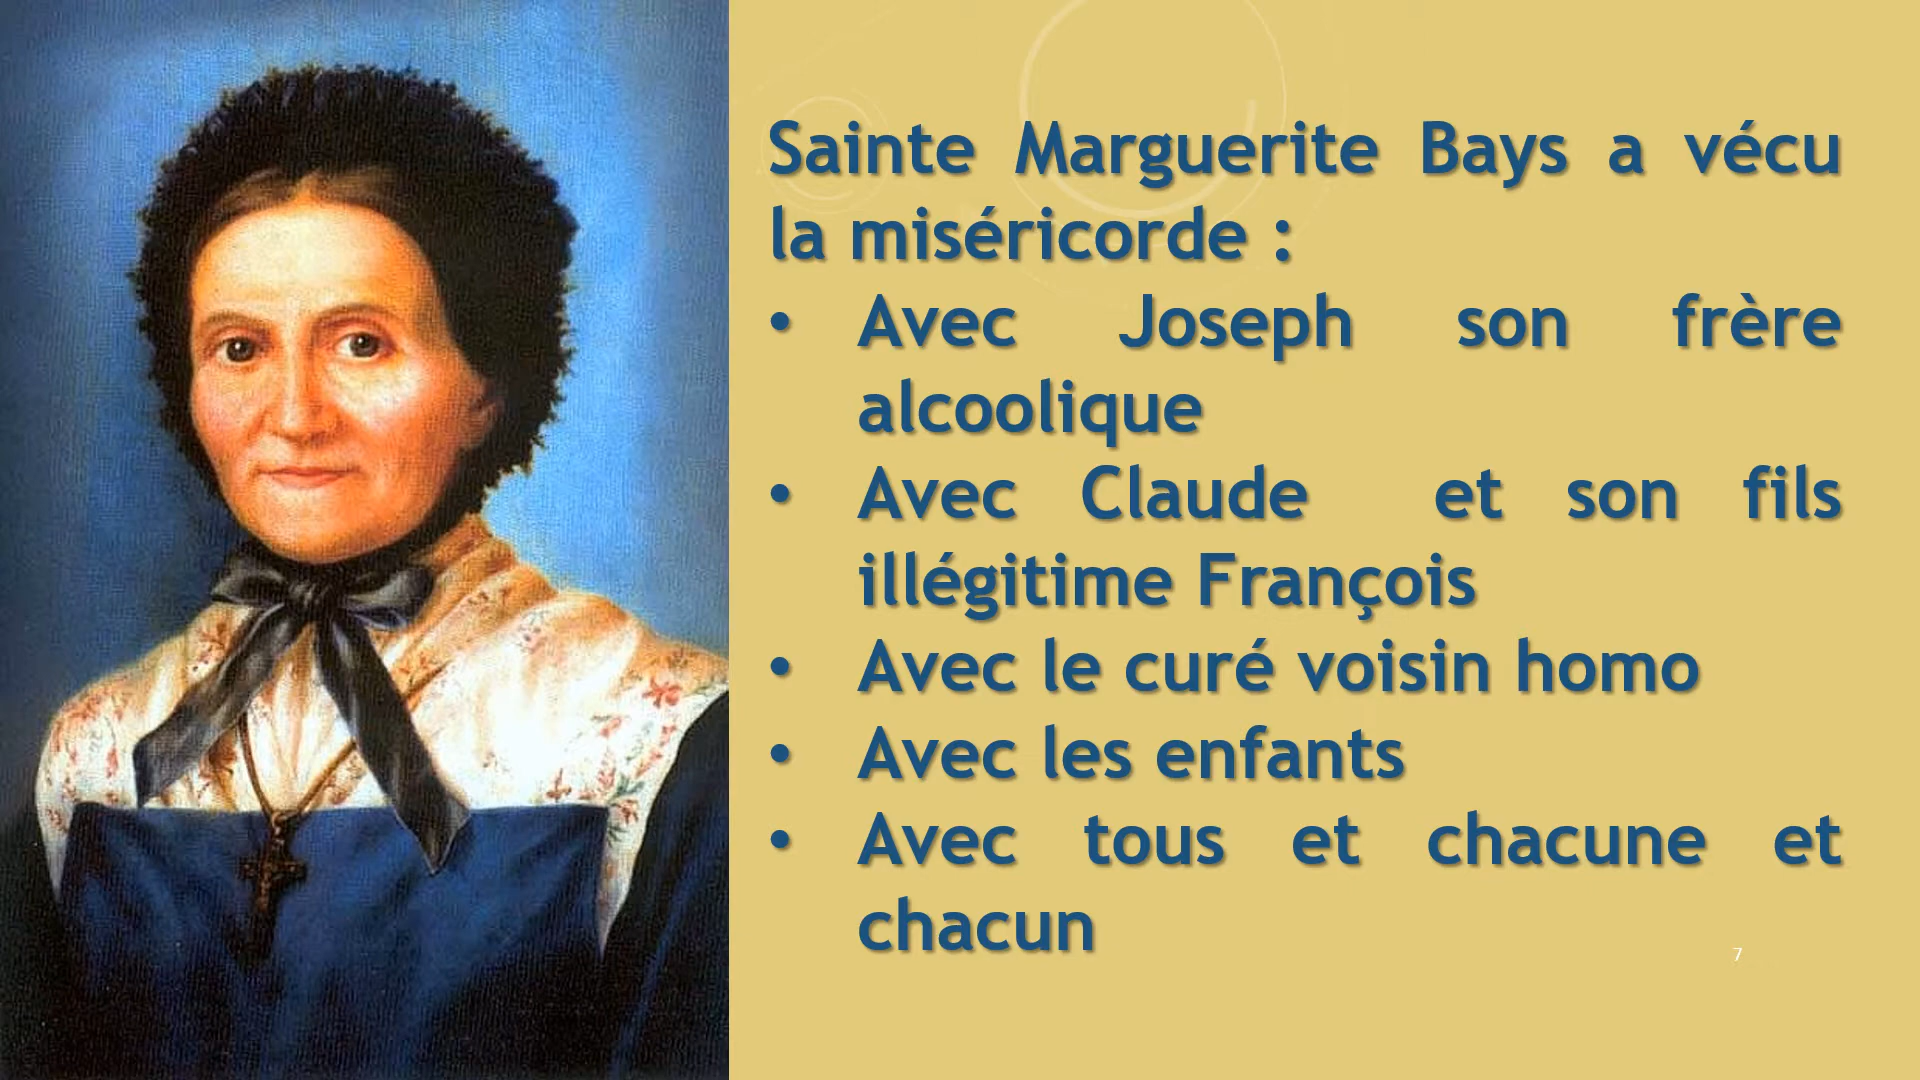 Sainte Marguerite Bays a vécu
la miséricorde :
• Avec Joseph son frère
alcoolique
• Avec Claude et son fils
illégitime François
• Avec le curé voisin homo
• Avec les enfants
• Avec tous et chacune et
chacun
7